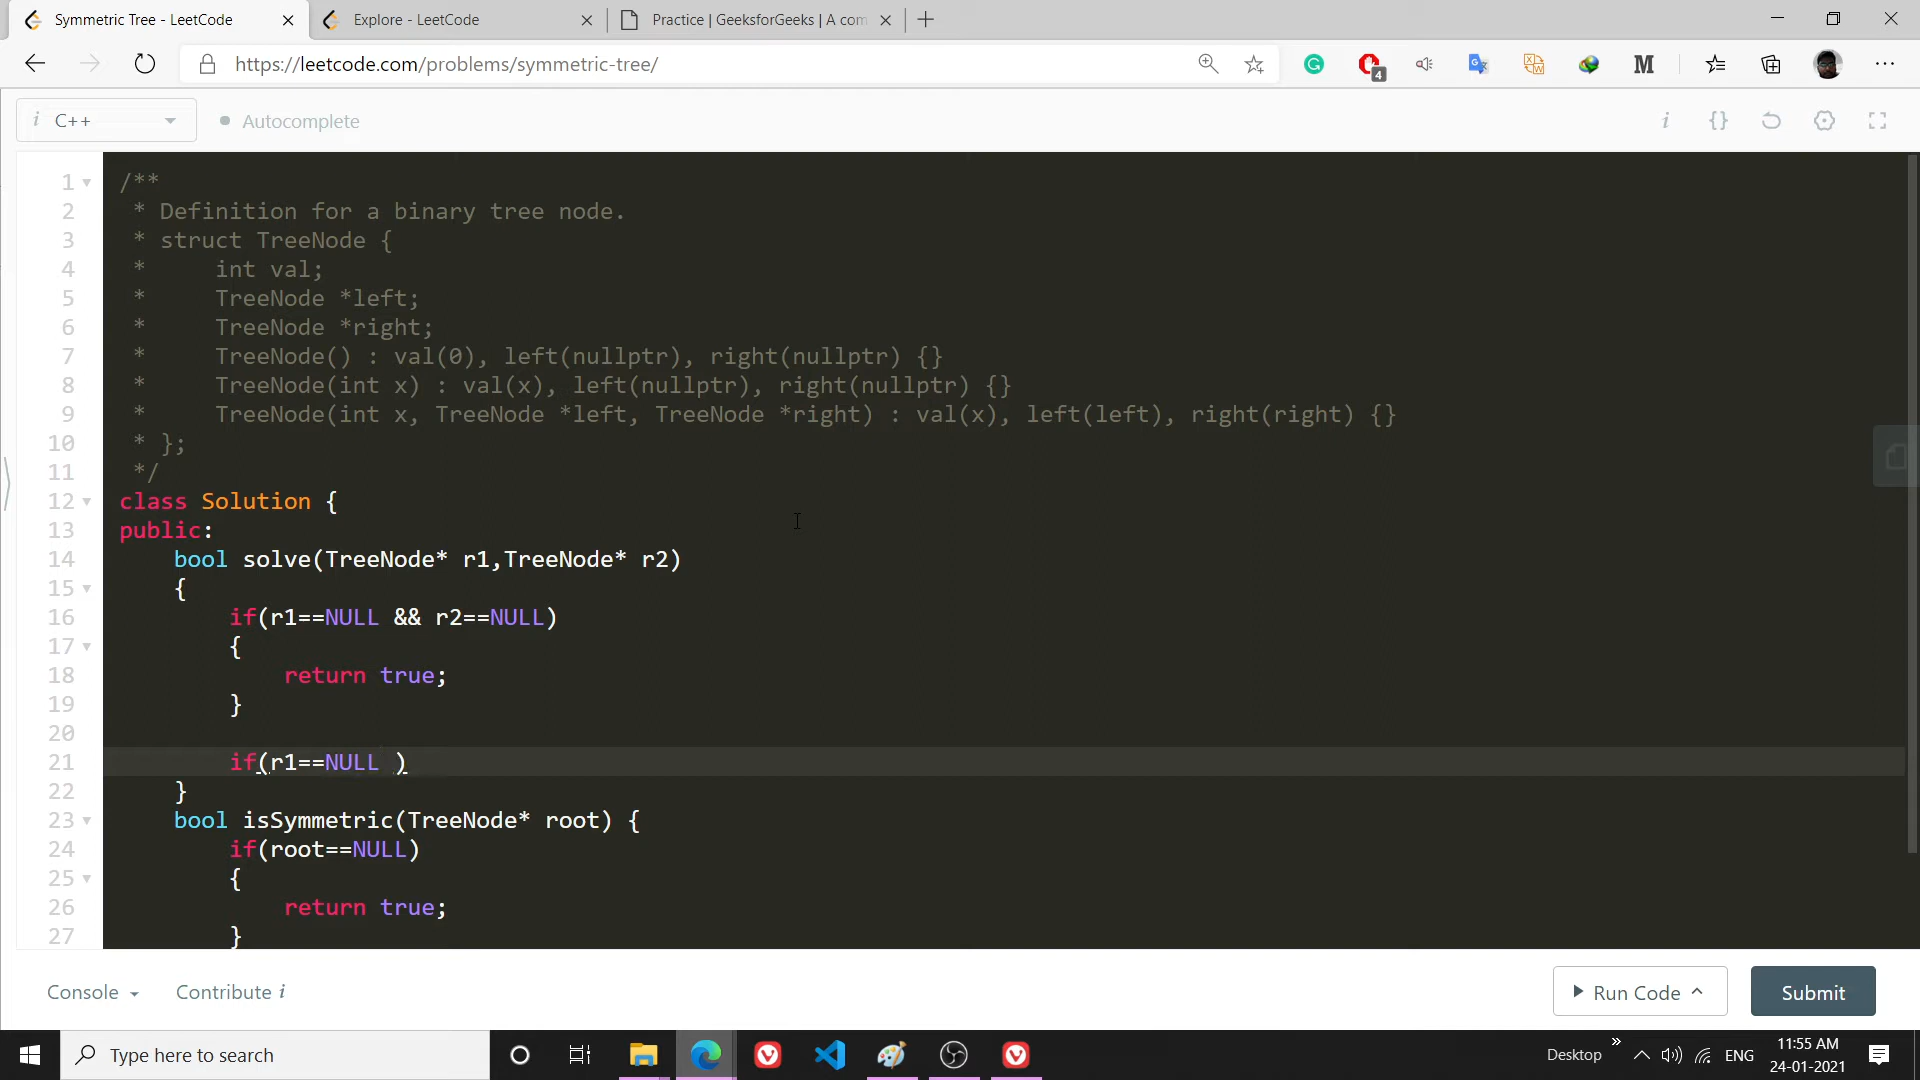 Symmetric Tree - LeetCode
Explore - LeetCode
Practice | GeeksforGeeks | A com
https://leetcode.com/problems/symmetric-tree/
4
M
i C++
Autocomplete
i {}
1 /**
2 * Definition for a binary tree node.
3 * struct TreeNode {
4 * int val;
5 * TreeNode *left;
6 * TreeNode *right;
7 * TreeNode() : val(0), left(nullptr), right(nullptr) {}
8 * TreeNode(int x) : val(x), left(nullptr), right(nullptr) {}
9 * TreeNode(int x, TreeNode *left, TreeNode *right) : val(x), left(left), right(right) {}
10 * };
11 */
12 class Solution {
13 public:
14 bool solve(TreeNode* r1,TreeNode* r2)
15 {
16 if(r1==NULL && r2==NULL)
17 {
18 return true;
19 }
20
21 if(r1==NULL )
22 }
23 bool isSymmetric(TreeNode* root) {
24 if(root==NULL)
25 {
26 return true;
27 }
Console
Contribute i
Run Code
Submit
Type here to search
Desktop
ENG
11:55 AM
24-01-2021